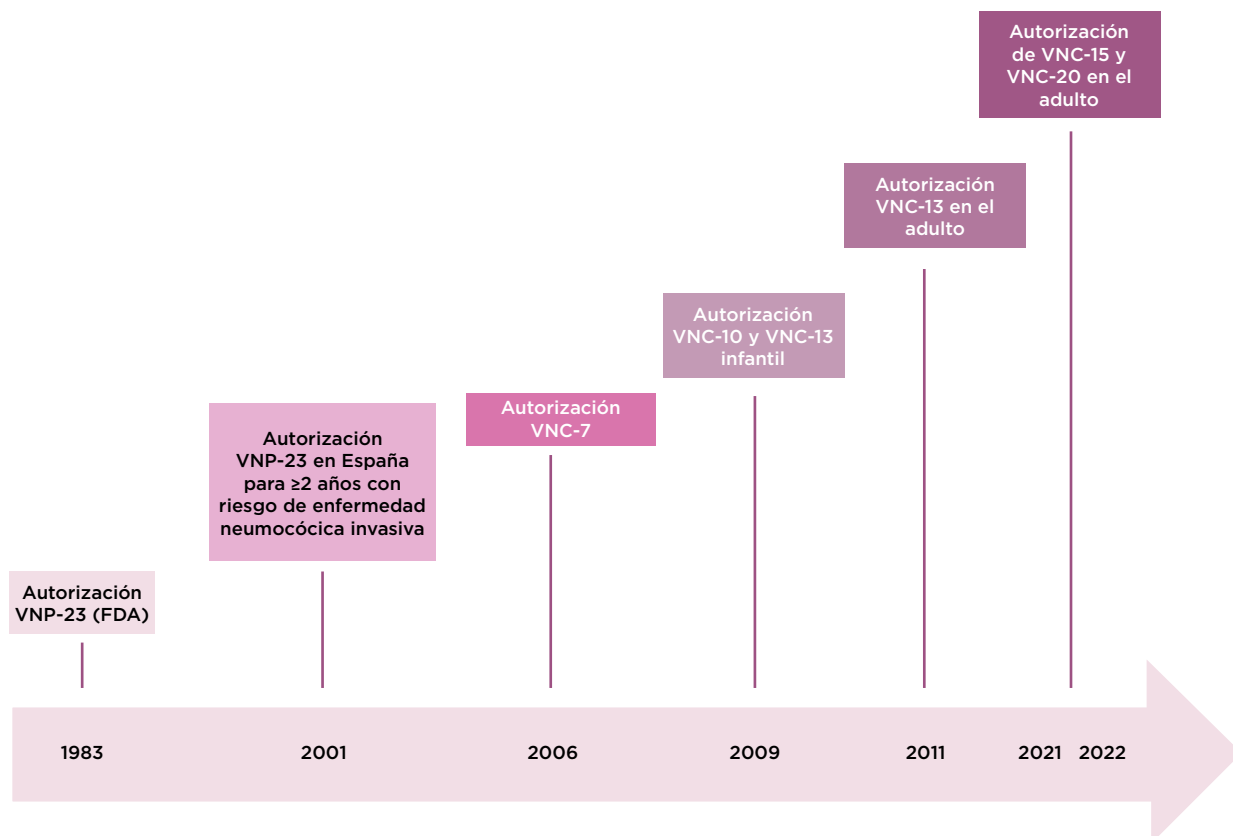 Autorización
de VNC-15 y
VNC-20 en el
adulto
Autorización
VNC-13 en el
adulto
Autorización
VNC-10 y VNC-13
infantil
Autorización
VNC-7
Autorización
VNP-23 en España
para ≥2 años con
riesgo de enfermedad
neumocócica invasiva
Autorización
VNP-23 (FDA)
1983 2001 2006 2009 2011 2021 2022